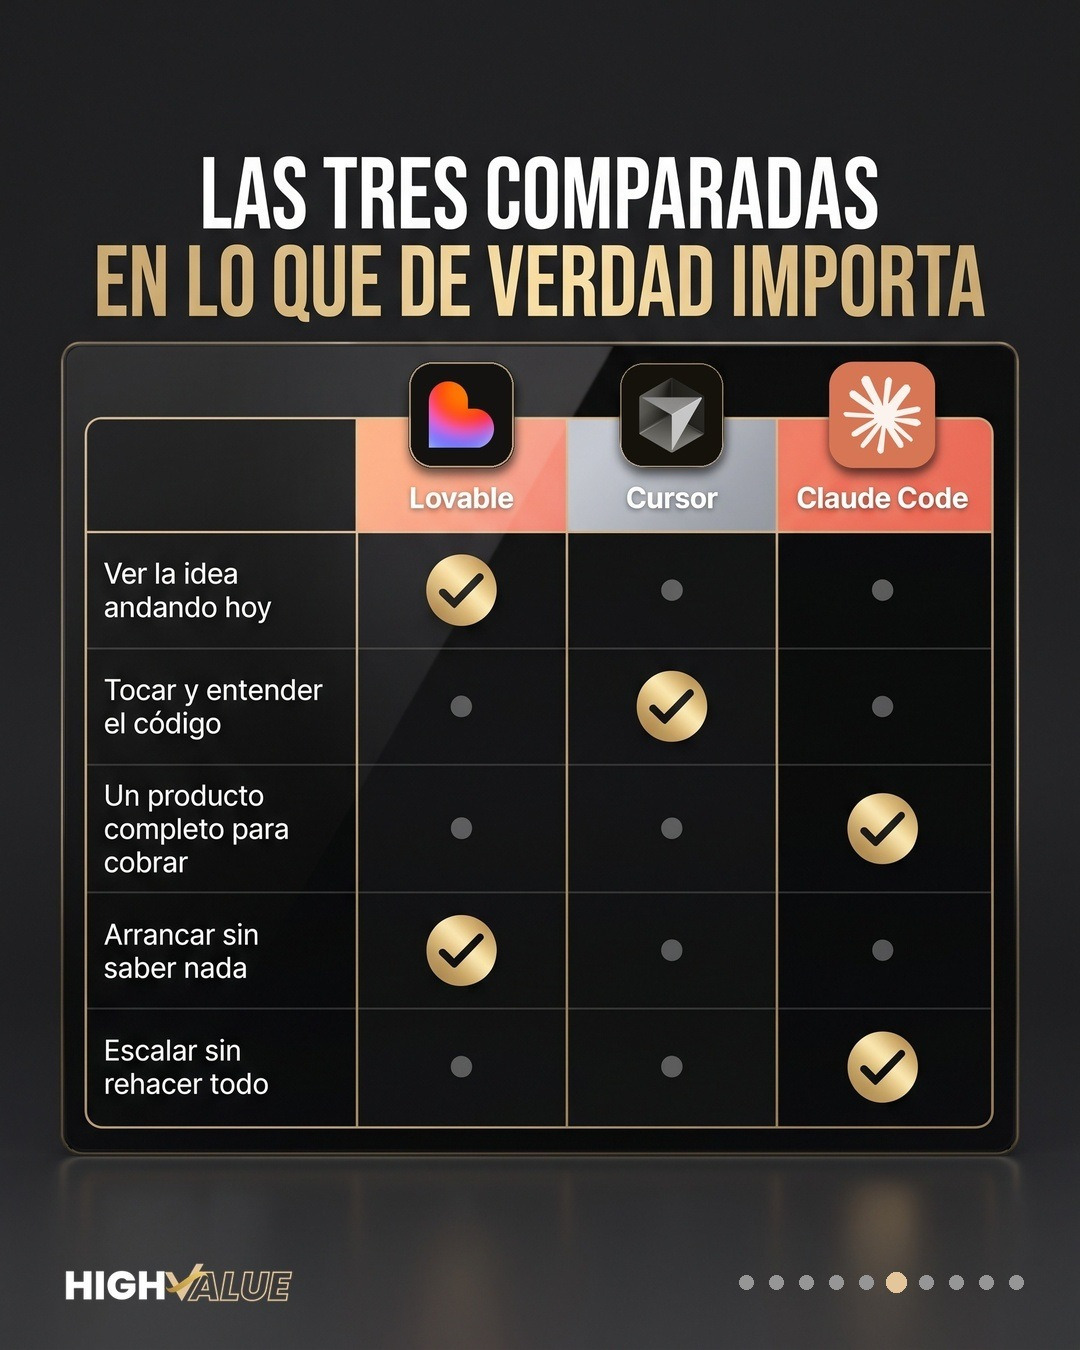 LAS TRES COMPARADAS
EN LO QUE DE VERDAD IMPORTA
Lovable
Cursor
Claude Code
Ver la idea
andando hoy
Tocar y entender
el código
Un producto
completo para
cobrar
Arrancar sin
saber nada
Escalar sin
rehacer todo
HIGHVALUE